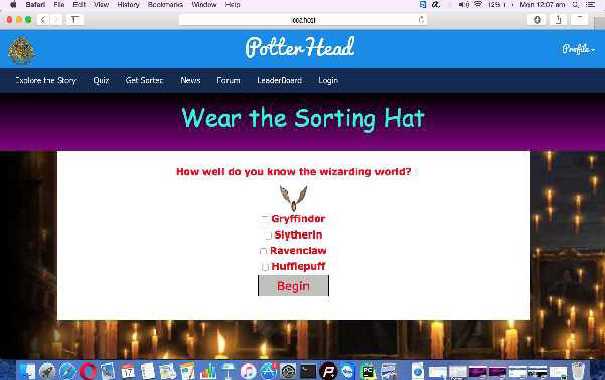 Safari File Edit View History Bookmarks Window Help 12% Mon 12:07 am
localhost
PotterHead
Profile
Explore the Story Quiz Get Sorted News Forum LeaderBoard Login
Wear the Sorting Hat
How well do you know the wizarding world?
Gryffindor
Slytherin
Ravenclaw
Hufflepuff
Begin